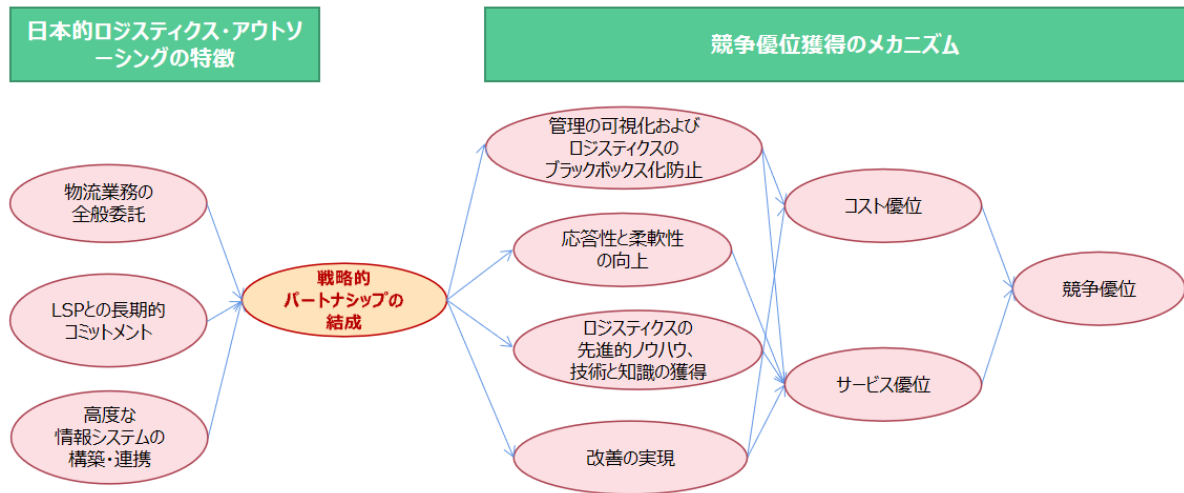 日本的ロジスティクス・アウトソ
ーシングの特徴
競争優位獲得のメカニズム
物流業務の
全般委託
LSPとの長期的
コミットメント
高度な
情報システムの
構築・連携
戦略的
パートナシップの
結成
管理の可視化および
ロジスティクスの
ブラックボックス化防止
応答性と柔軟性
の向上
ロジスティクスの
先進的ノウハウ、
技術と知識の獲得
改善の実現
コスト優位
サービス優位
競争優位